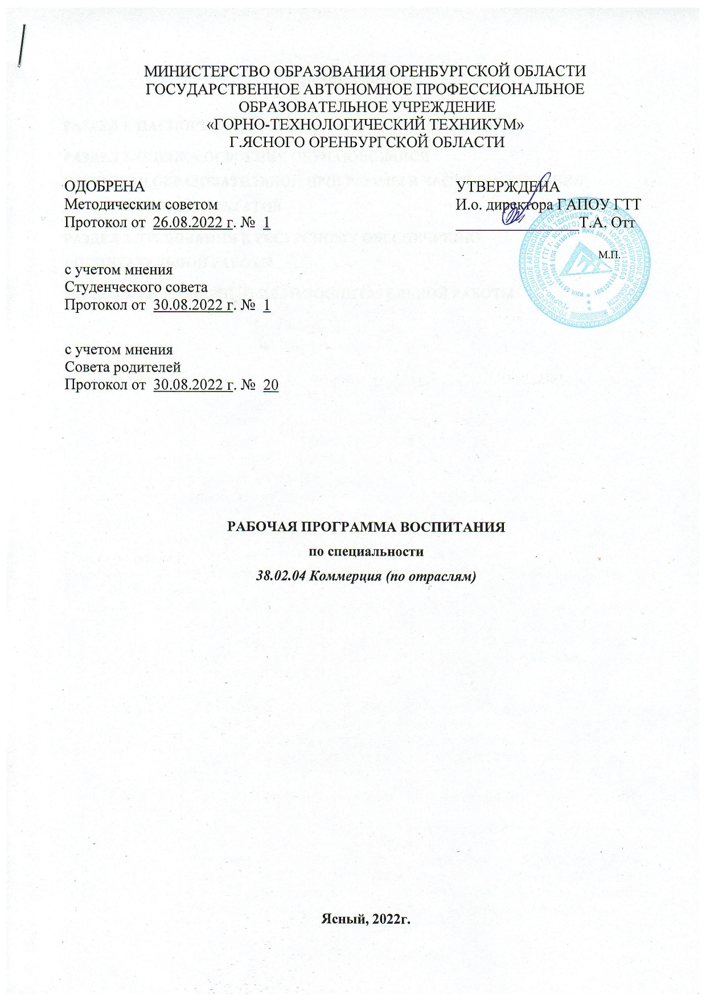 МИНИСТЕРСТВО ОБРАЗОВАНИЯ ОРЕНБУРГСКОЙ ОБЛАСТИ
ГОСУДАРСТВЕННОЕ АВТОНОМНОЕ ПРОФЕССИОНАЛЬНОЕ
ОБРАЗОВАТЕЛЬНОЕ УЧРЕЖДЕНИЕ
«ГОРНО-ТЕХНОЛОГИЧЕСКИЙ ТЕХНИКУМ»
Г.ЯСНОГО ОРЕНБУРГСКОЙ ОБЛАСТИ
ОДОБРЕНА
Методическим советом
Протокол от 26.08.2022 г. № 1
с учетом мнения
Студенческого совета
Протокол от 30.08.2022 г. № 1
с учетом мнения
Совета родителей
Протокол от 30.08.2022 г. № 20
УТВЕРЖДЕНА
И.о. директора ГАПОУ ГТТ
Т.А. Отт
М.П.
РАБОЧАЯ ПРОГРАММА ВОСПИТАНИЯ
по специальности
38.02.04 Коммерция (по отраслям)
Ясный, 2022г.